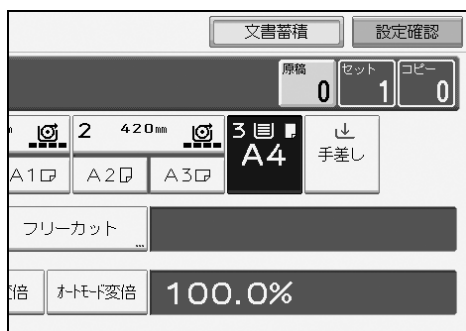 文書蓄積 設定確認
原稿 セット コピー
0 1 0
2 420mm 3 A4 手差し
A1 A2 A3
フリーカット
変倍 オートモード変倍 100.0%